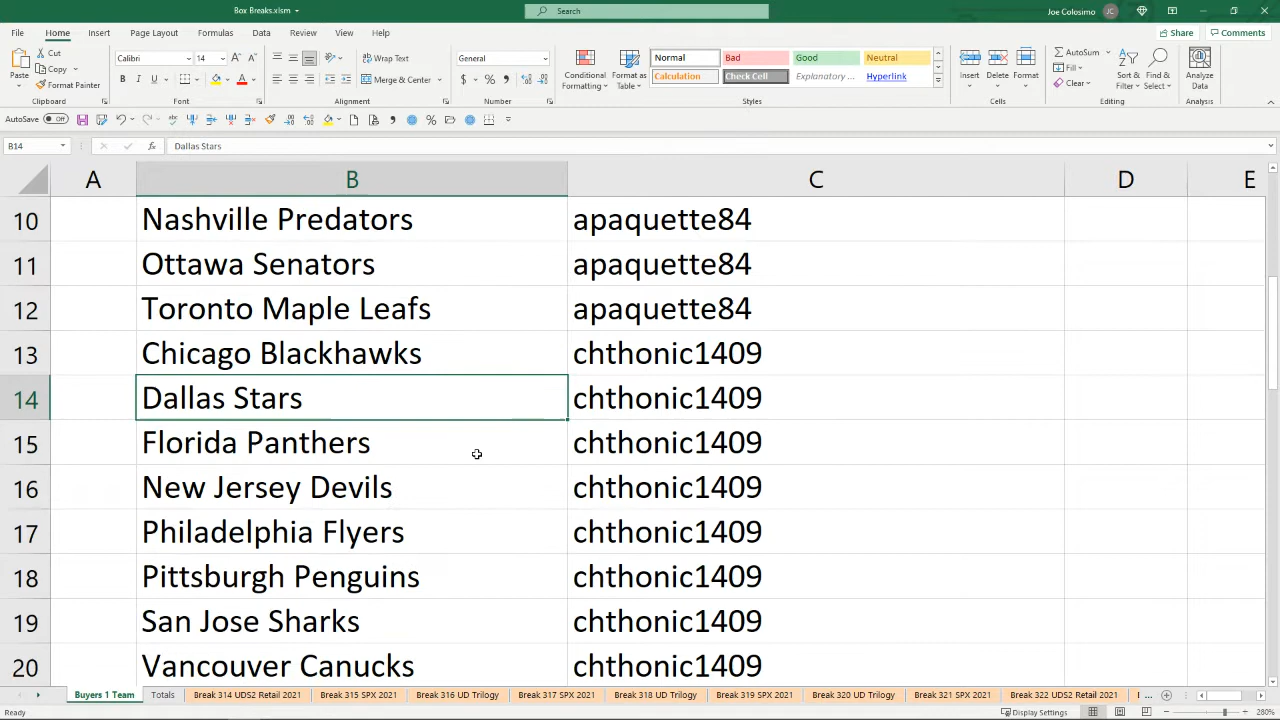 Box Breaks.xlsm
Search
Joe Colosimo
JC
File Home Insert Page Layout Formulas Data Review View Help
Share Comments
Paste
Cut
Copy
Format Painter
Clipboard
Calibri 14
B I U
Font
Wrap Text
Merge & Center
Alignment
General
$ % ,
Number
Conditional Formatting
Format as Table
Normal Bad Good Neutral
Calculation Check Cell Explanatory ... Hyperlink
Styles
Insert Delete Format
Cells
AutoSum
Fill
Clear
Sort & Filter
Find & Select
Editing
Analyze Data
Analysis
AutoSave Off
B14 fx Dallas Stars
A B C D E
10 Nashville Predators apaquette84
11 Ottawa Senators apaquette84
12 Toronto Maple Leafs apaquette84
13 Chicago Blackhawks chthonic1409
14 Dallas Stars chthonic1409
15 Florida Panthers chthonic1409
16 New Jersey Devils chthonic1409
17 Philadelphia Flyers chthonic1409
18 Pittsburgh Penguins chthonic1409
19 San Jose Sharks chthonic1409
20 Vancouver Canucks chthonic1409
Buyers 1 Team Totals Break 314 UDS2 Retail 2021 Break 315 SPX 2021 Break 316 UD Trilogy Break 317 SPX 2021 Break 318 UD Trilogy Break 319 SPX 2021 Break 320 UD Trilogy Break 321 SPX 2021 Break 322 UDS2 Retail 2021 ...
Ready Display Settings 280%